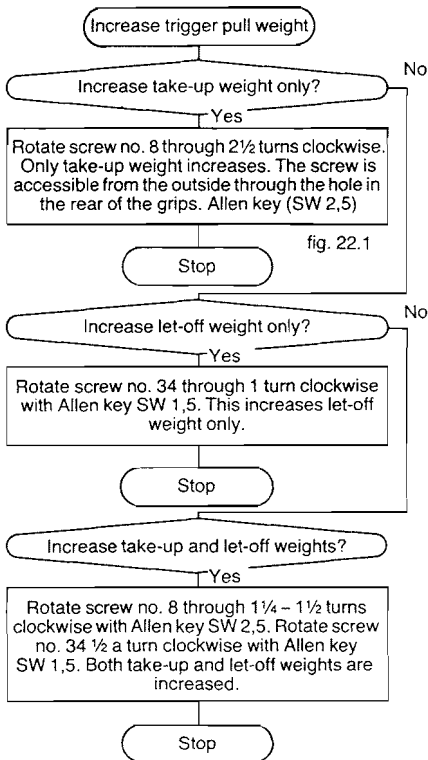 Increase trigger pull weight
No
Increase take-up weight only?
Yes
Rotate screw no. 8 through 2½ turns clockwise.
Only take-up weight increases. The screw is
accessible from the outside through the hole in
the rear of the grips. Allen key (SW 2,5)
fig. 22.1
Stop
No
Increase let-off weight only?
Yes
Rotate screw no. 34 through 1 turn clockwise
with Allen key SW 1,5. This increases let-off
weight only.
Stop
Increase take-up and let-off weights?
Yes
Rotate screw no. 8 through 1¼ – 1½ turns
clockwise with Allen key SW 2,5. Rotate screw
no. 34 ½ a turn clockwise with Allen key
SW 1,5. Both take-up and let-off weights are
increased.
Stop